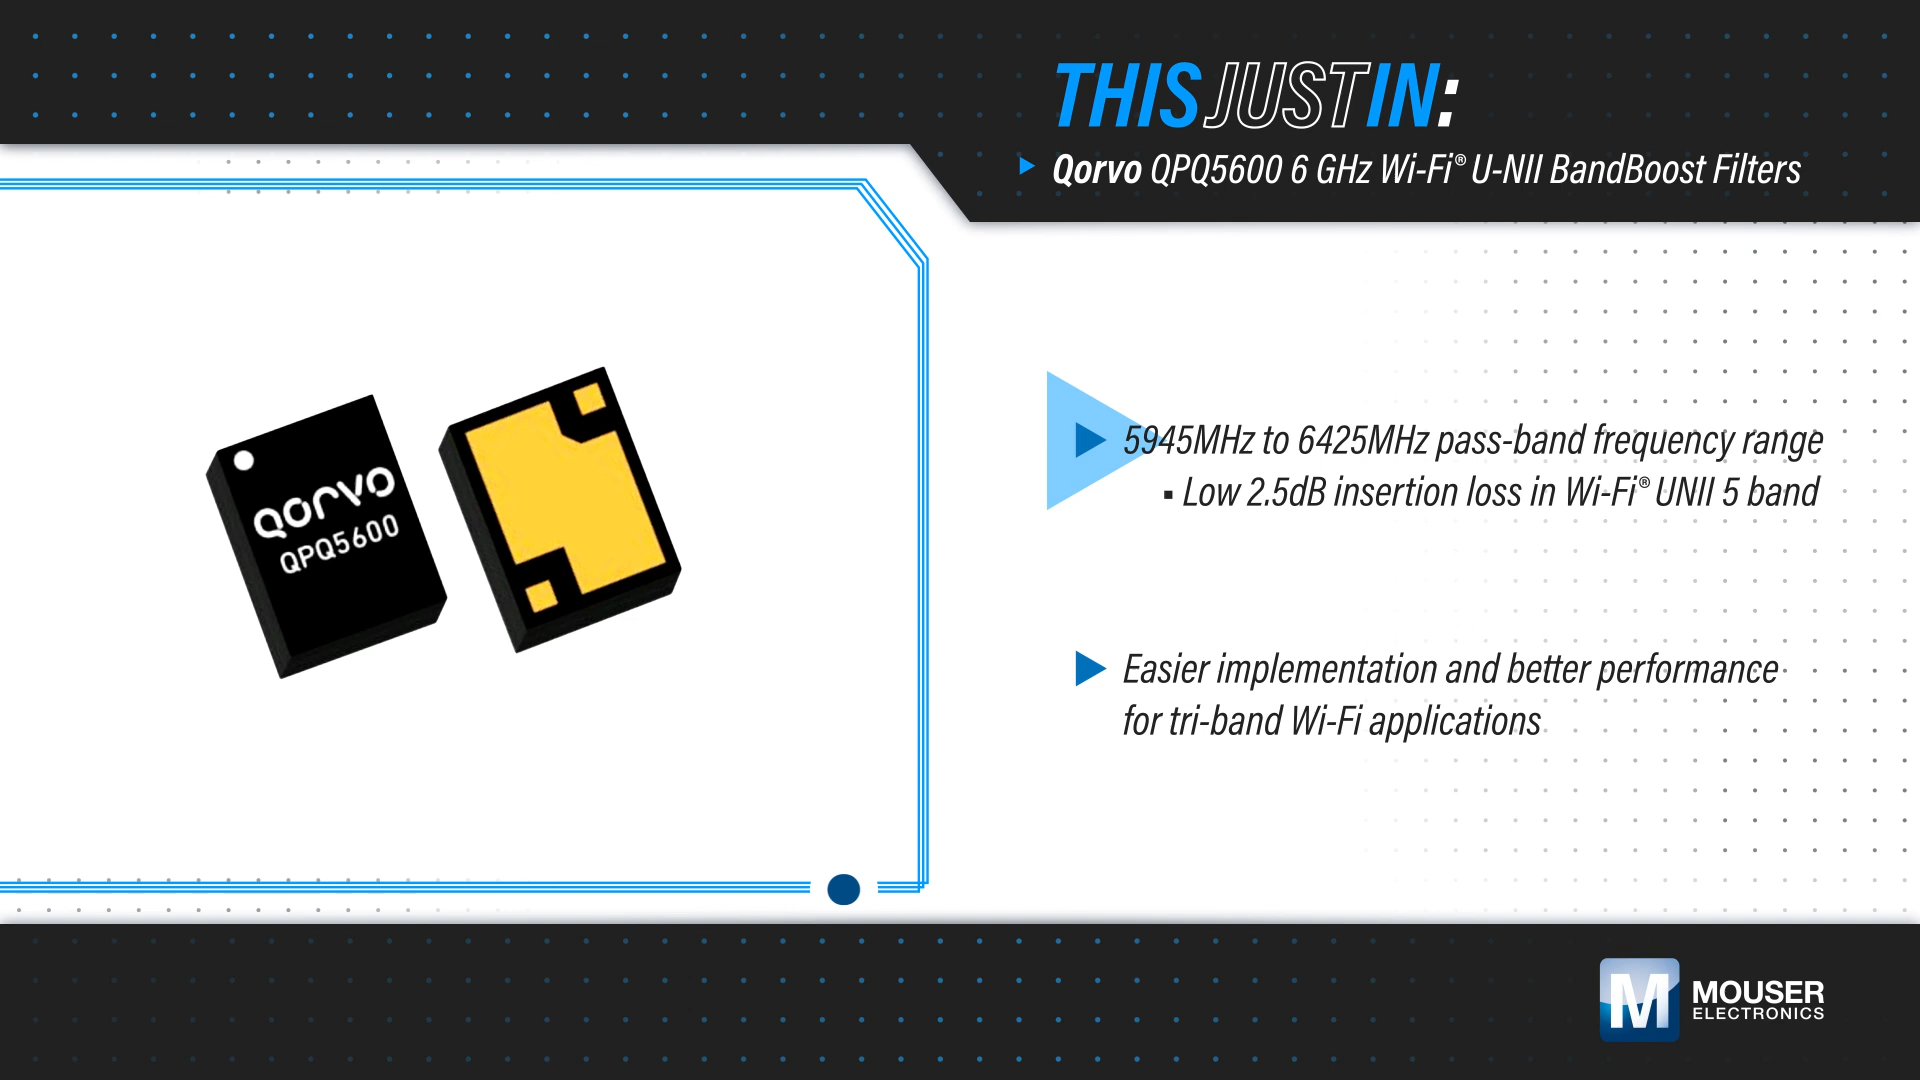 THIS JUST IN:
Qorvo QPQ5600 6 GHz Wi-Fi® U-NII BandBoost Filters
QORVO
QPQ5600
5945MHz to 6425MHz pass-band frequency range
▪ Low 2.5dB insertion loss in Wi-Fi® UNII 5 band
Easier implementation and better performance
for tri-band Wi-Fi applications
M MOUSER
ELECTRONICS